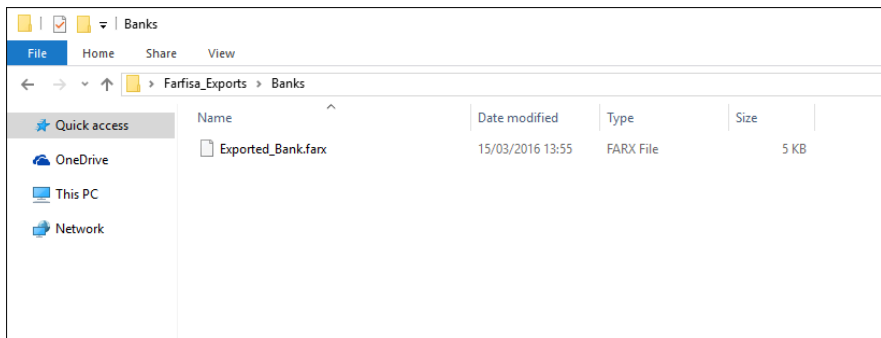 Banks
File Home Share View
Farfisa_Exports > Banks
Quick access
OneDrive
This PC
Network
Name Date modified Type Size
Exported_Bank.farx 15/03/2016 13:55 FARX File 5 KB